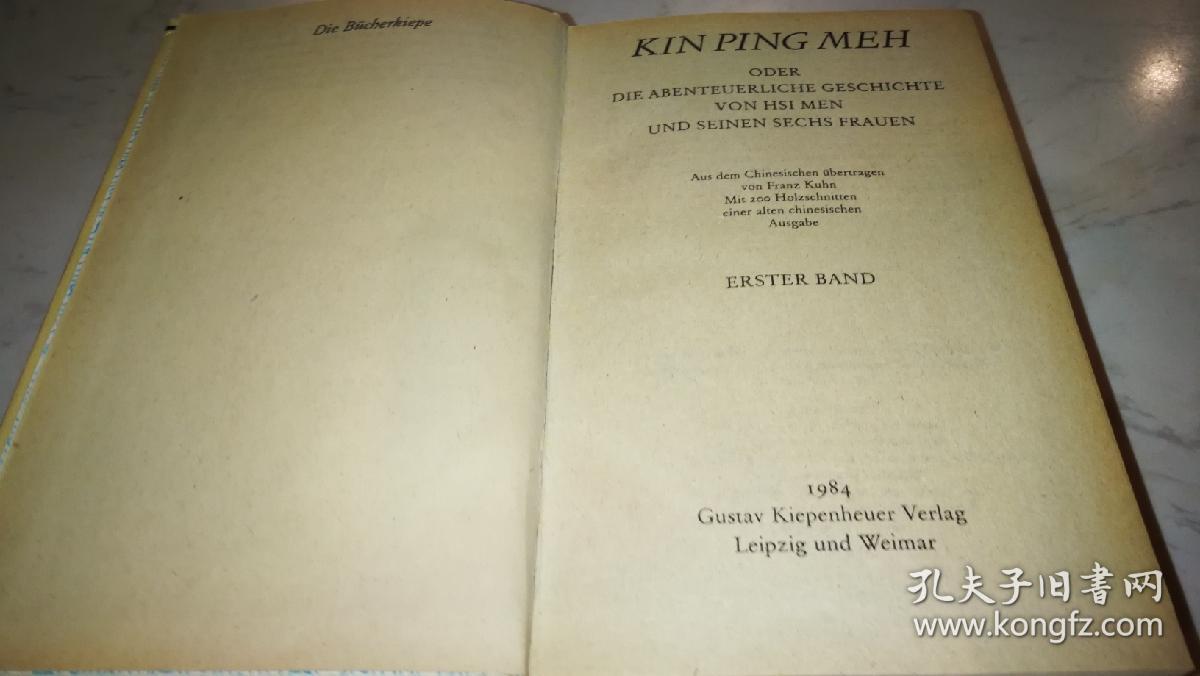 Die Bücherkiepe
KIN PING MEH
ODER
DIE ABENTEUERLICHE GESCHICHTE
VON HSI MEN
UND SEINEN SECHS FRAUEN
Aus dem Chinesischen übertragen
von Franz Kuhn
Mit 200 Holzschnitten
einer alten chinesischen
Ausgabe
ERSTER BAND
1984
Gustav Kiepenheuer Verlag
Leipzig und Weimar
孔夫子旧书网
www.kongfz.com